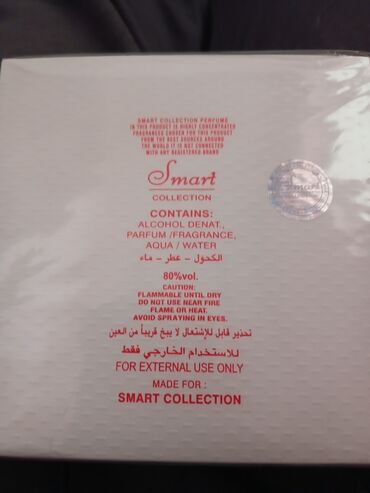 SMART COLLECTION PERFUME
IN THIS PRODUCT IS HIGHLY CONCENTRATED
FRAGRANCES CHOSEN FOR THIS PRODUCT
FROM THE BEST SOURCES AROUND
THE WORLD IT IS NOT CONNECTED
WITH ANY REGISTERED BRAND
Smart
COLLECTION
Smart
CONTAINS:
ALCOHOL DENAT.,
PARFUM /FRAGRANCE,
AQUA / WATER
الكحول - عطر - ماء
80%vol.
CAUTION:
FLAMMABLE UNTIL DRY
DO NOT USE NEAR FIRE
FLAME OR HEAT.
AVOID SPRAYING IN EYES.
تحذير قابل للإشتعال لا يبخ قريباً من العين
للاستخدام الخارجي فقط
FOR EXTERNAL USE ONLY
MADE FOR :
SMART COLLECTION